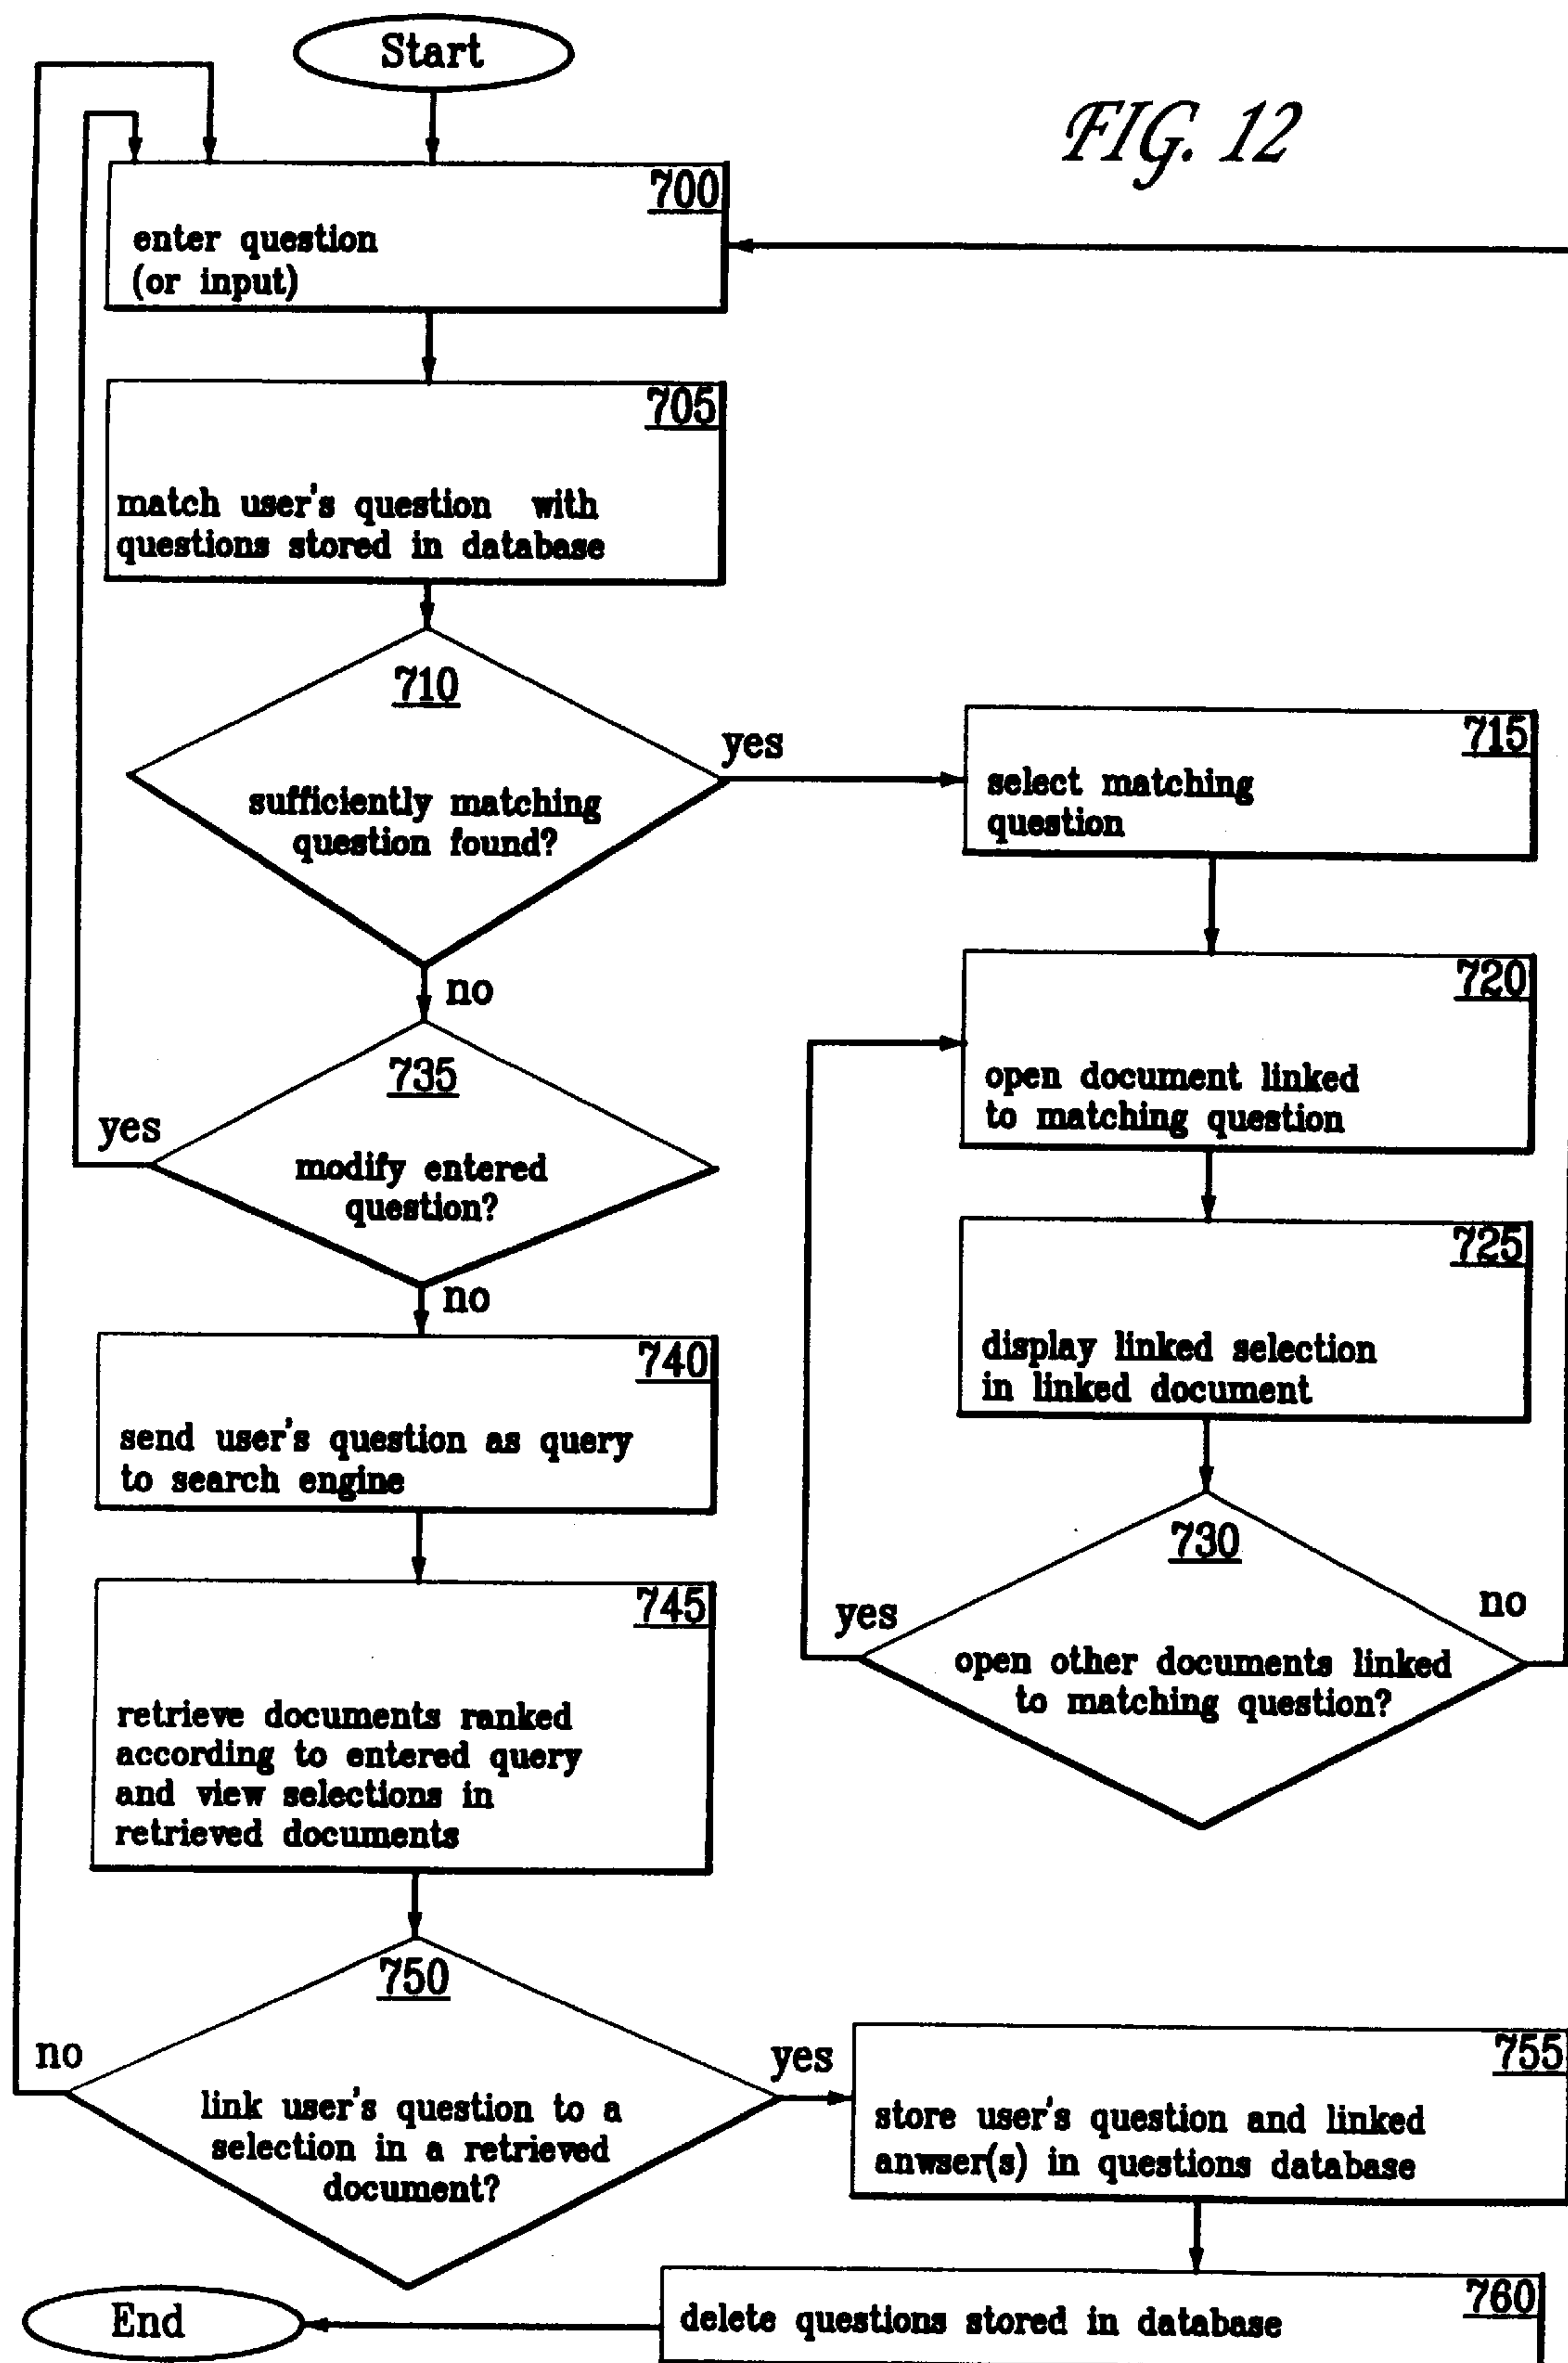 Start
FIG. 12
700
enter question
(or input)
705
match user's question with
questions stored in database
710
sufficiently matching
question found?
yes
715
select matching
question
no
720
open document linked
to matching question
735
modify entered
question?
yes
no
725
display linked selection
in linked document
740
send user's question as query
to search engine
730
open other documents linked
to matching question?
yes
no
745
retrieve documents ranked
according to entered query
and view selections in
retrieved documents
750
link user's question to a
selection in a retrieved
document?
no
yes
755
store user's question and linked
anwser(s) in questions database
760
delete questions stored in database
End